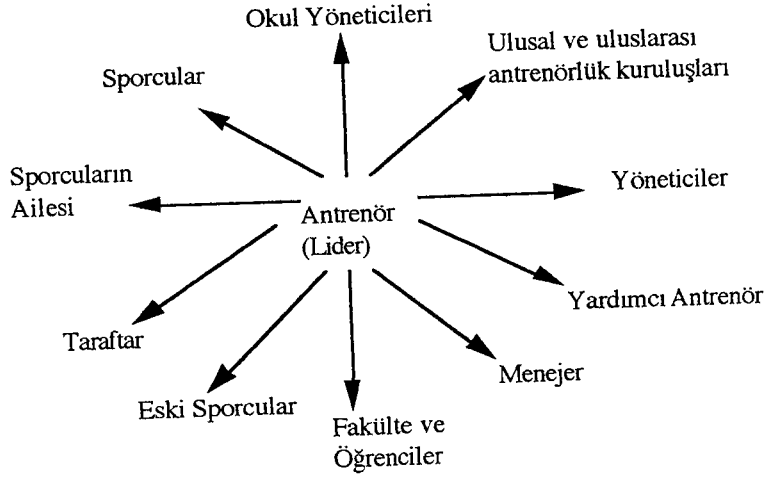 Okul Yöneticileri
Ulusal ve uluslarası
antrenörlük kuruluşları
Sporcular
Sporcuların
Ailesi
Yöneticiler
Antrenör
(Lider)
Yardımcı Antrenör
Taraftar
Menejer
Eski Sporcular
Fakülte ve
Öğrenciler